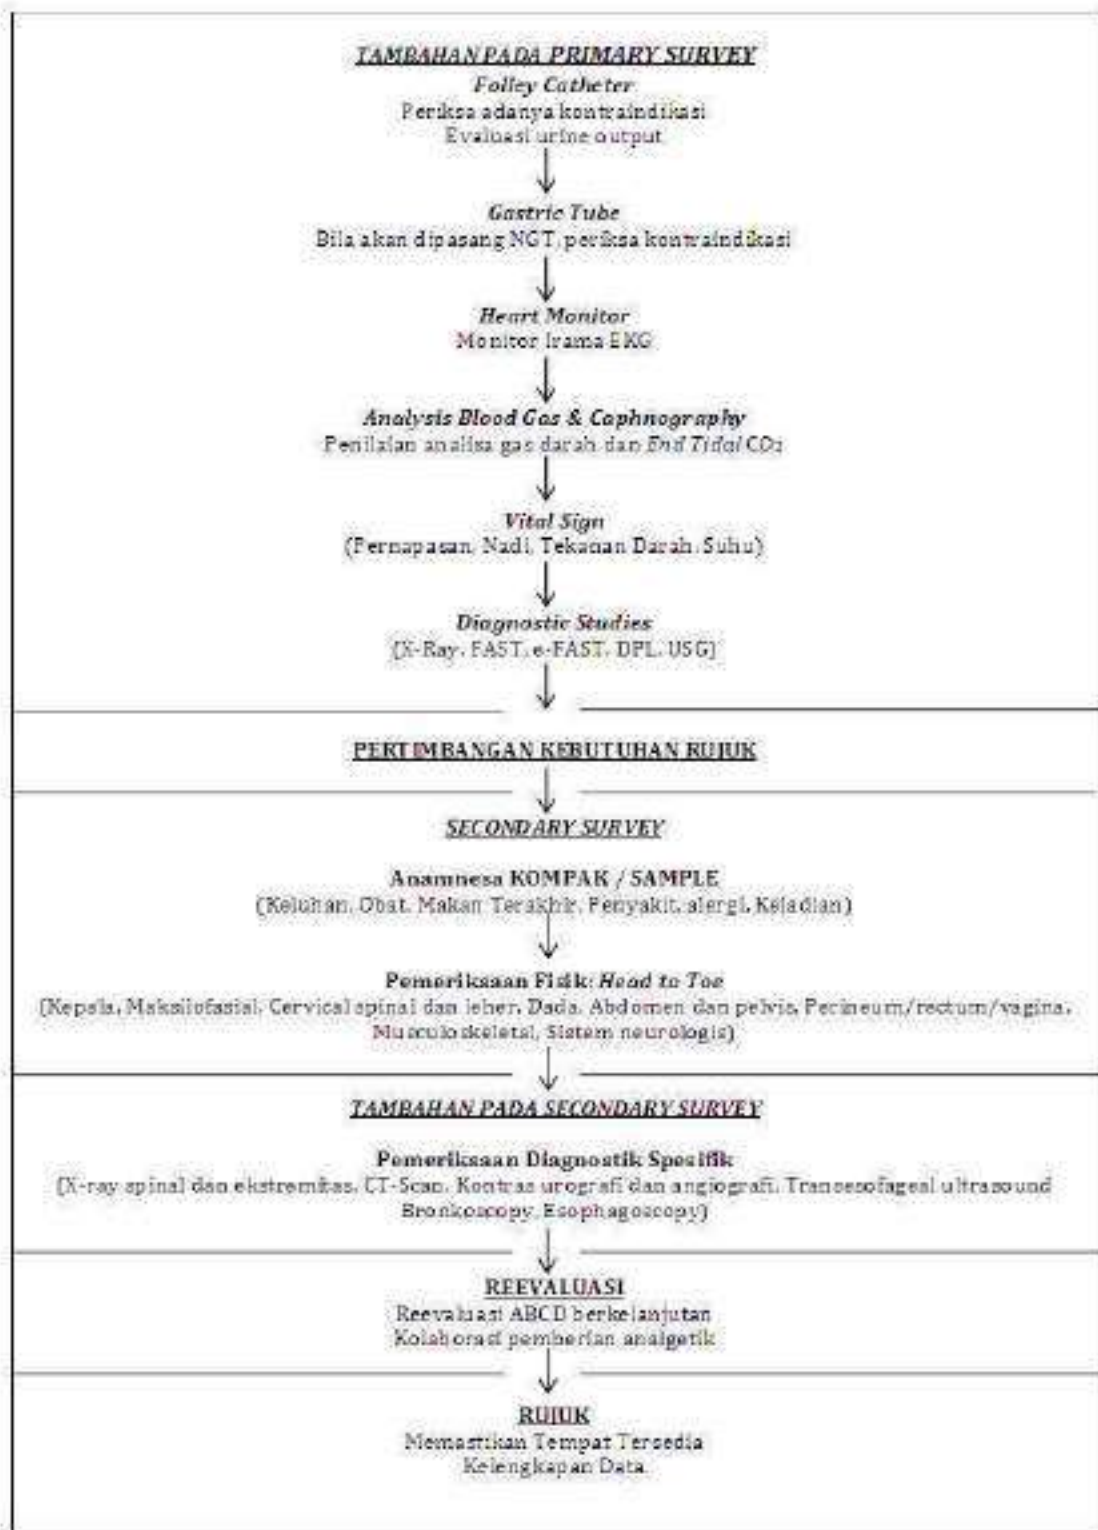 TAMBAHAN PADA PRIMARY SURVEY
Folley Catheter
Periksa adanya kontraindikasi
Evaluasi urine output
Gastric Tube
Bila akan dipasang NGT, periksa kontraindikasi
Heart Monitor
Monitor Irama EKG
Analysis Blood Gas & Caphnography
Penilaian analisa gas darah dan End Tidal CO2
Vital Sign
(Pernapasan, Nadi, Tekanan Darah, Suhu)
Diagnostic Studies
(X-Ray, FAST, e-FAST, DPL, USG)
PERTIMBANGAN KEBUTUHAN RUJUK
SECONDARY SURVEY
Anamnesa KOMPAK / SAMPLE
(Keluhan, Obat, Makan Terakhir, Penyakit, alergi, Kejadian)
Pemeriksaan Fisik: Head to Toe
(Kepala, Maksilofasial, Cervical spinal dan leher, Dada, Abdomen dan pelvis, Perineum/rectum/vagina,
Musculoskeletal, Sistem neurologis)
TAMBAHAN PADA SECONDARY SURVEY
Pemeriksaan Diagnostik Spesifik
(X-ray spinal dan ekstremitas, CT-Scan, Kontras urografi dan angiografi, Transesofageal ultrasound
Bronkoscopy, Esophagoscopy)
REEVALUASI
Reevaluasi ABCD berkelanjutan
Kolaborasi pemberian analgetik
RUJUK
Memastikan Tempat Tersedia
Kelengkapan Data